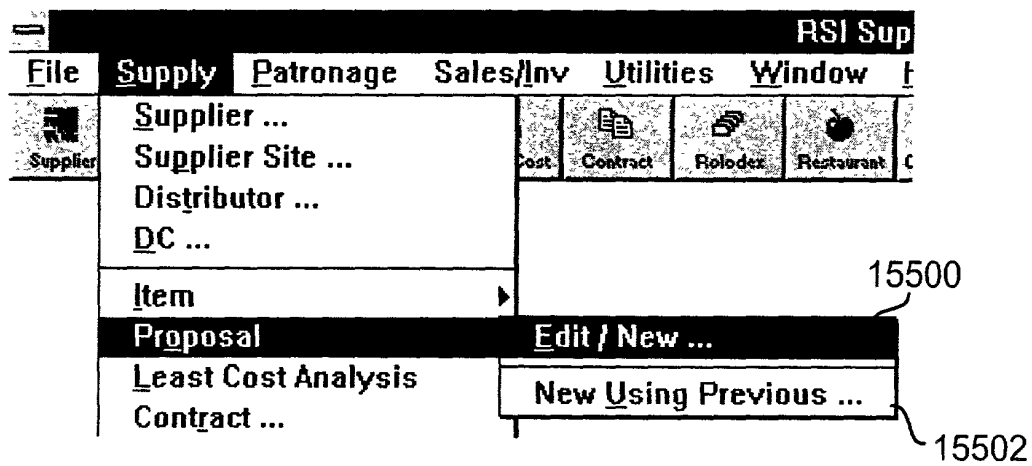 RSI Sup
File Supply Patronage Sales/Inv Utilities Window H
Supplier Cost Contract Rolodex Restaurant
Supplier ...
Supplier Site ...
Distributor ...
DC ...
Item
Proposal
Least Cost Analysis
Contract ...
Edit / New ...
New Using Previous ...
15500
15502